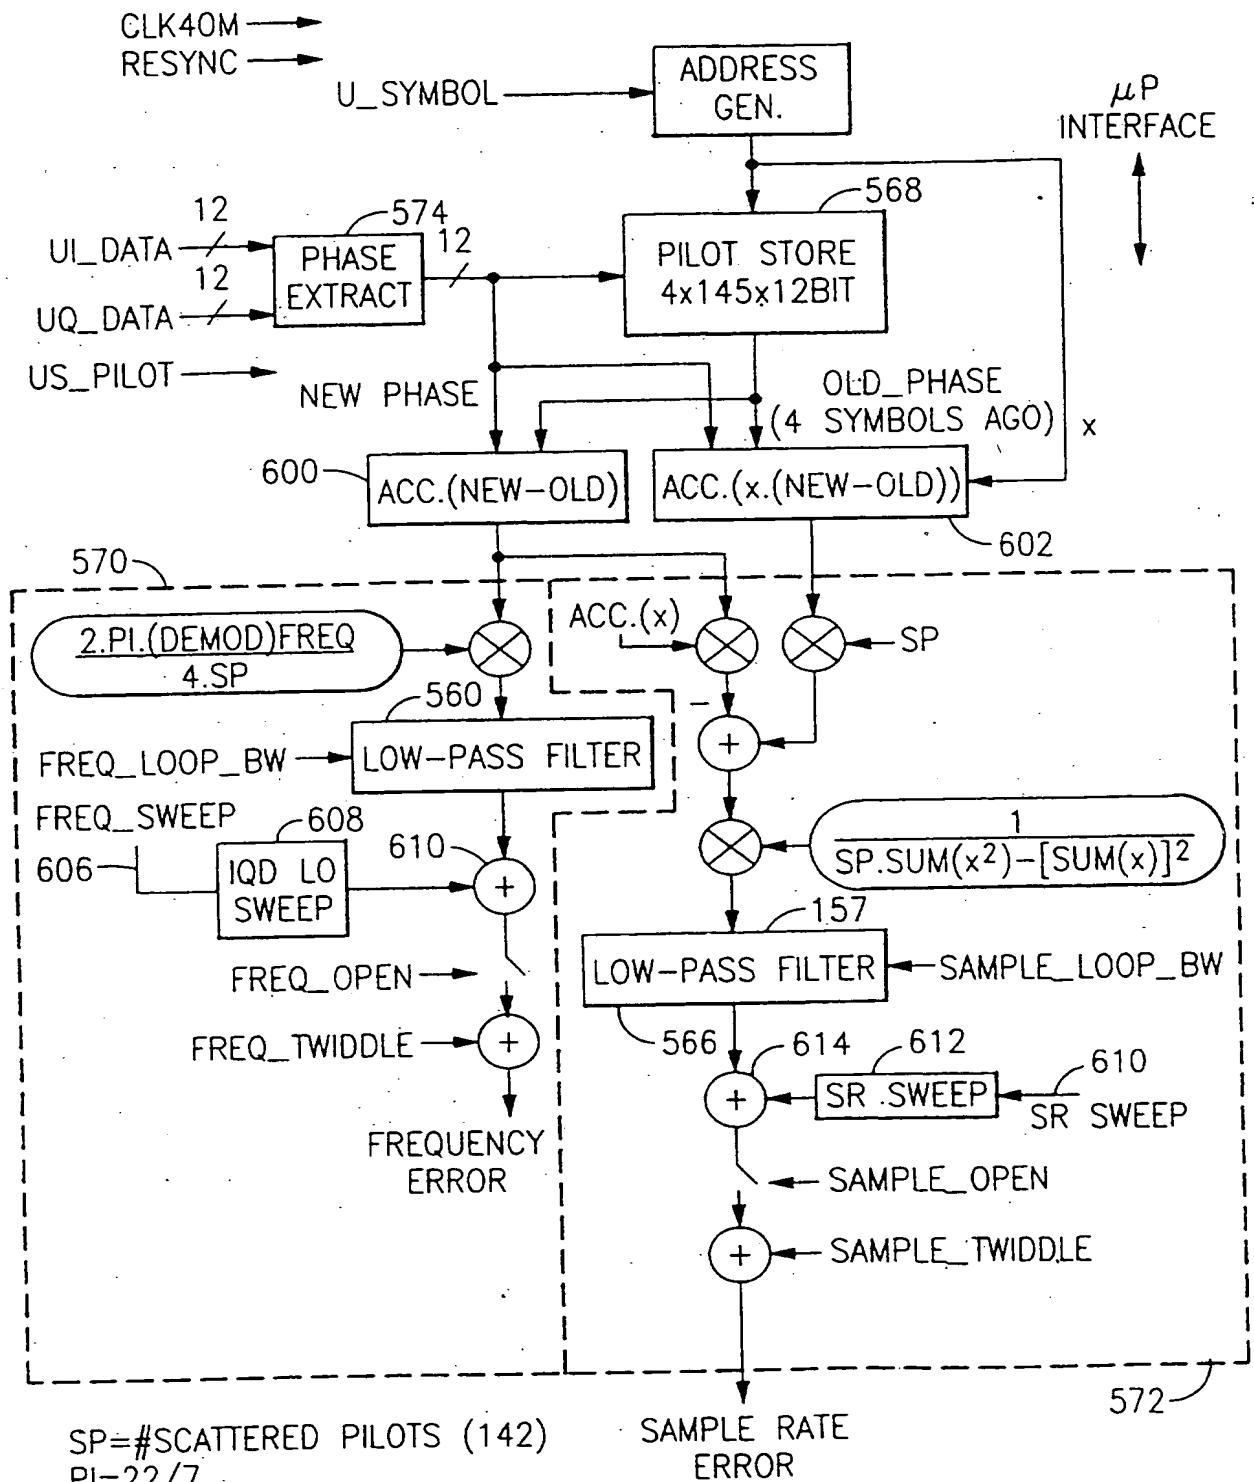 CLK40M
RESYNC
U_SYMBOL
ADDRESS
GEN.
μP
INTERFACE
568
574
12
12
UI_DATA
PHASE
EXTRACT
PILOT STORE
4x145x12BIT
12
UQ_DATA
US_PILOT
NEW PHASE
OLD_PHASE
(4 SYMBOLS AGO)
x
600
ACC.(NEW-OLD)
ACC.(x.(NEW-OLD))
602
570
2.PI.(DEMOD)FREQ
4.SP
ACC.(x)
SP
560
–
+
FREQ_LOOP_BW
LOW-PASS FILTER
FREQ_SWEEP
608
606
IQD LO
SWEEP
610
+
1
SP.SUM(x²)-[SUM(x)]²
157
LOW-PASS FILTER
SAMPLE_LOOP_BW
FREQ_OPEN
566
614
612
610
FREQ_TWIDDLE
+
+
SR .SWEEP
SR SWEEP
FREQUENCY
ERROR
SAMPLE_OPEN
+
SAMPLE_TWIDDLE
572
SP=#SCATTERED PILOTS (142)
PI=22/7
SAMPLE RATE
ERROR